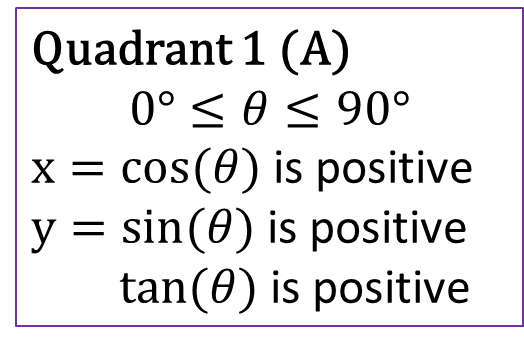 Quadrant 1 (A)
0° ≤ θ ≤ 90°
x = cos(θ) is positive
y = sin(θ) is positive
tan(θ) is positive